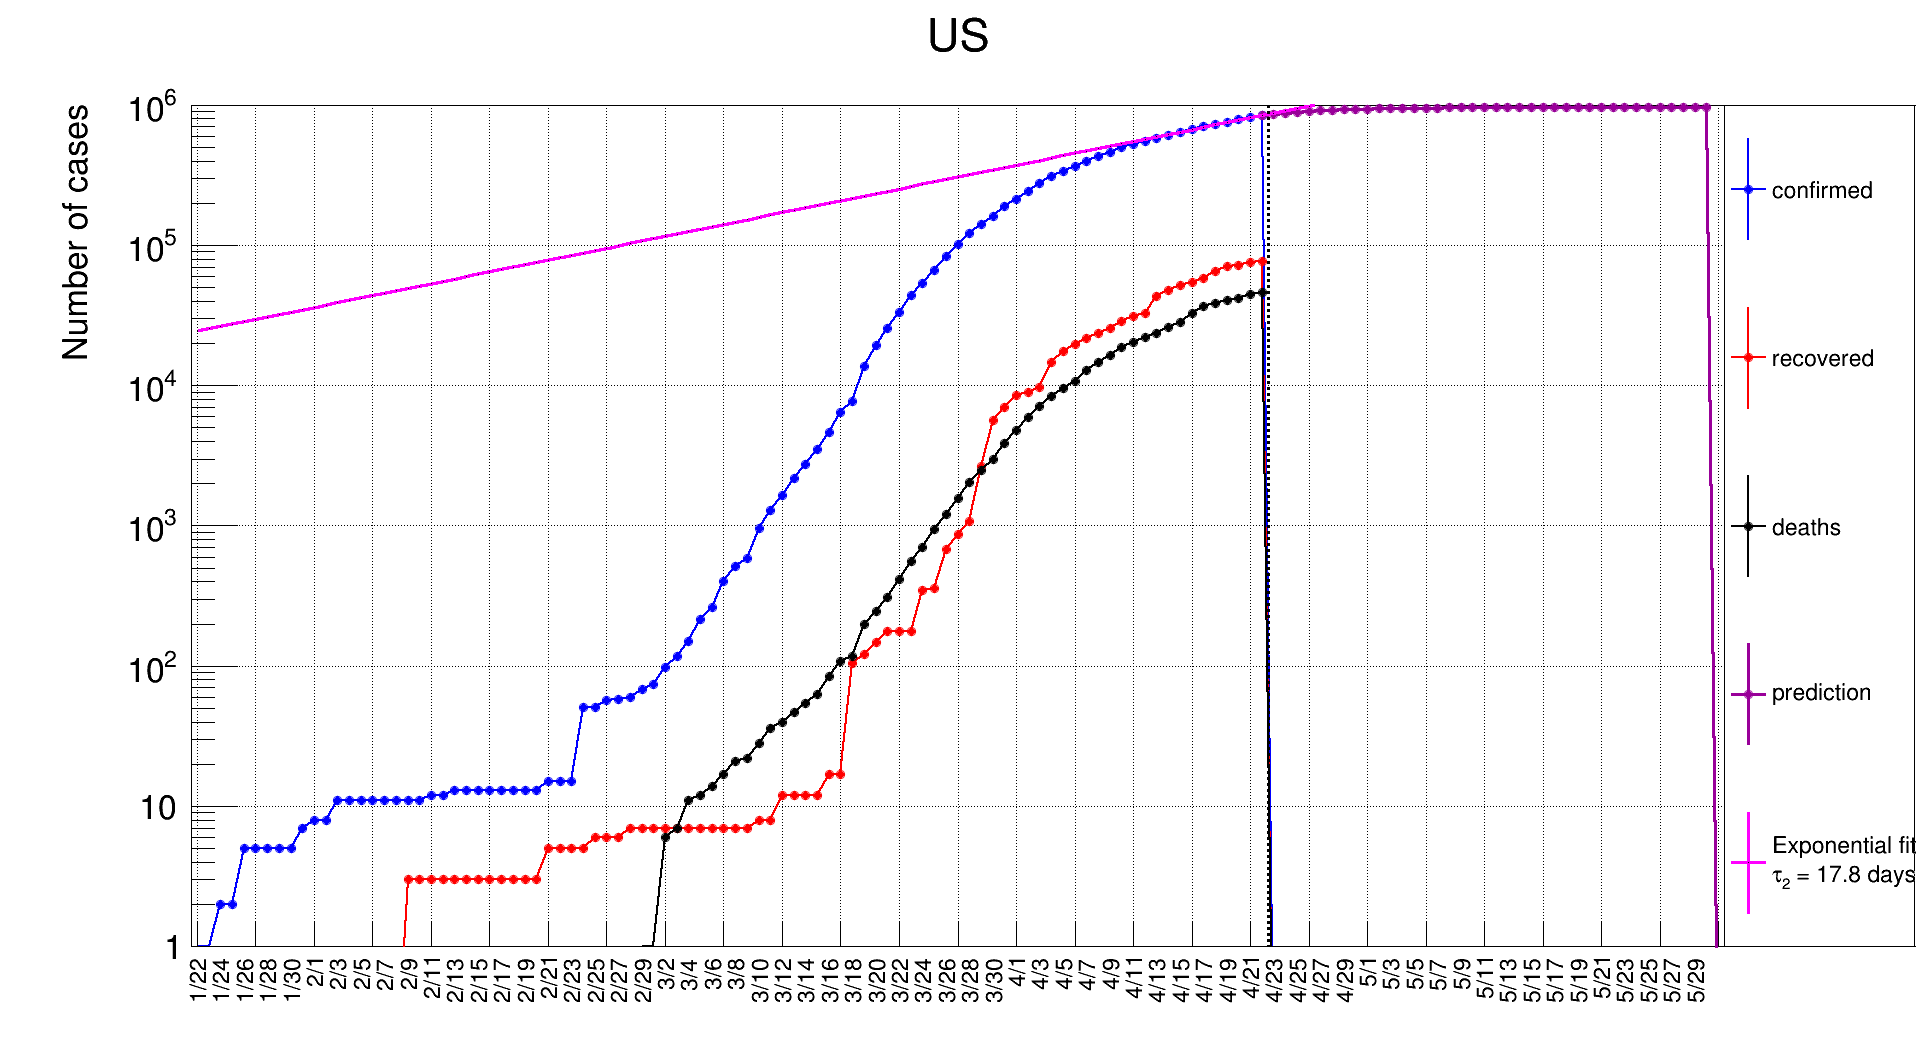 US
Number of cases
10^6
10^5
10^4
10^3
10^2
10
1
1/22 1/24 1/26 1/28 1/30 2/1 2/3 2/5 2/7 2/9 2/11 2/13 2/15 2/17 2/19 2/21 2/23 2/25 2/27 2/29 3/2 3/4 3/6 3/8 3/10 3/12 3/14 3/16 3/18 3/20 3/22 3/24 3/26 3/28 3/30 4/1 4/3 4/5 4/7 4/9 4/11 4/13 4/15 4/17 4/19 4/21 4/23 4/25 4/27 4/29 5/1 5/3 5/5 5/7 5/9 5/11 5/13 5/15 5/17 5/19 5/21 5/23 5/25 5/27 5/29
confirmed
recovered
deaths
prediction
Exponential fit
τ₂ = 17.8 days